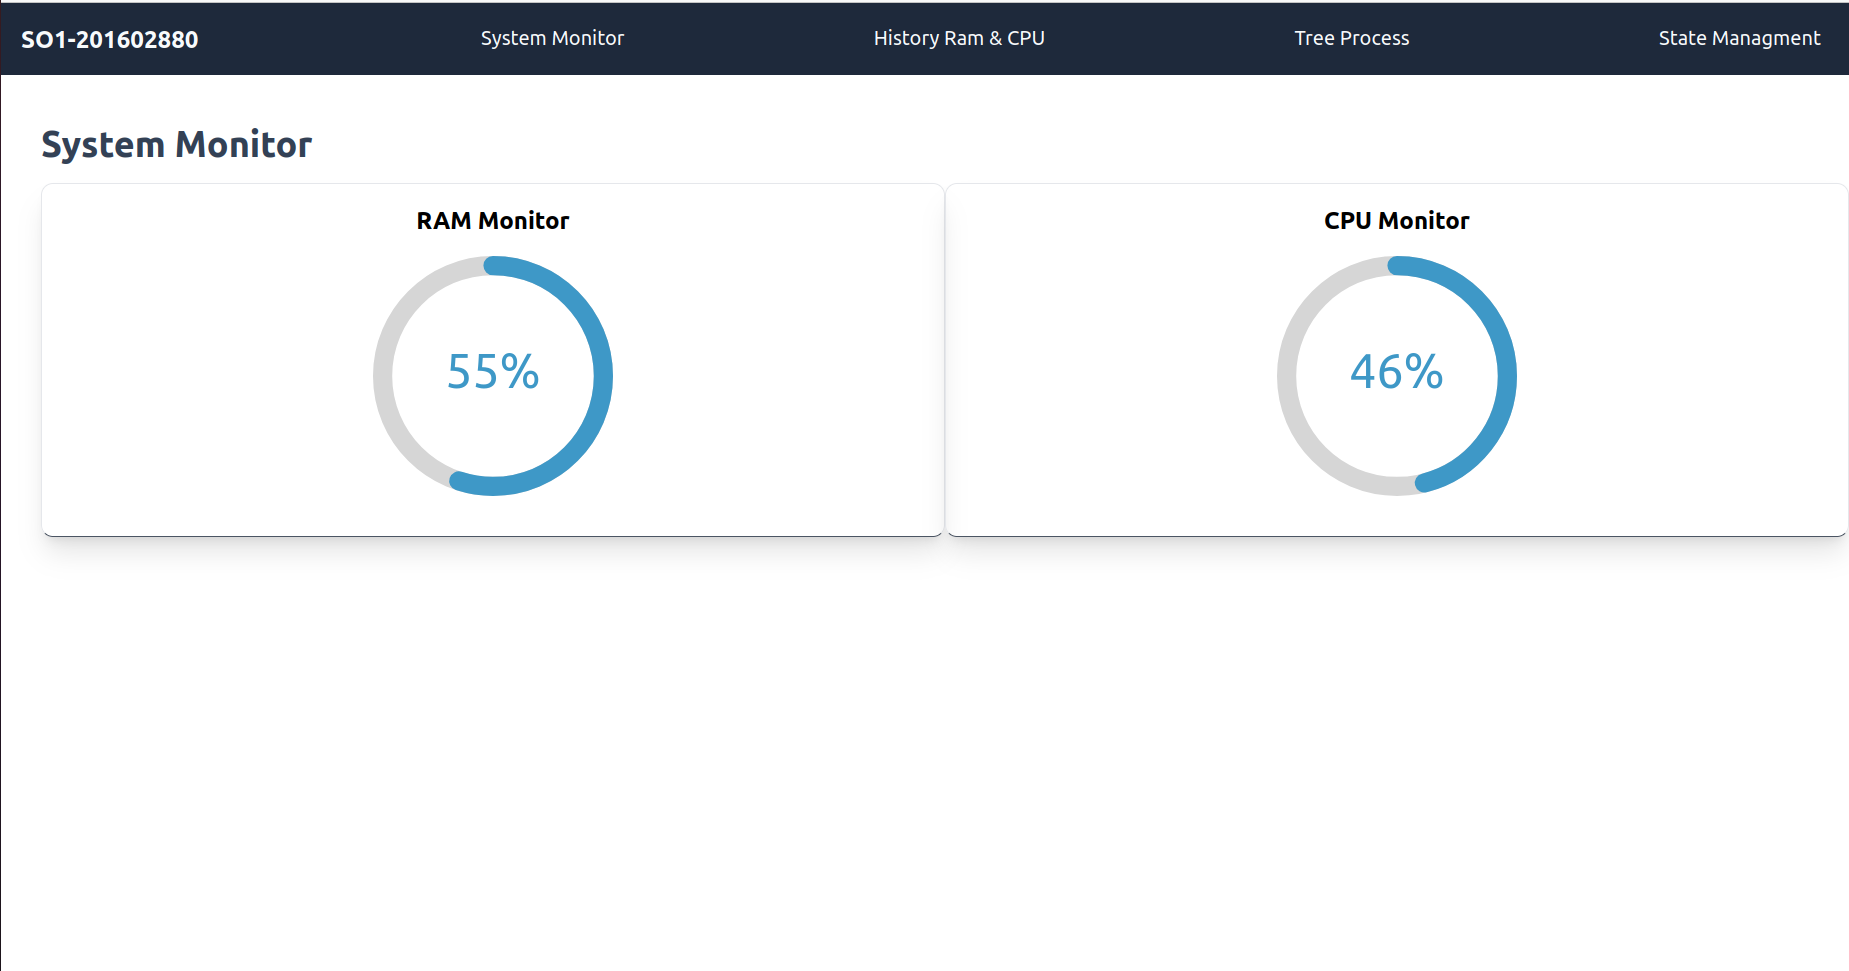 SO1-201602880 System Monitor History Ram & CPU Tree Process State Managment
System Monitor
RAM Monitor
55%
CPU Monitor
46%